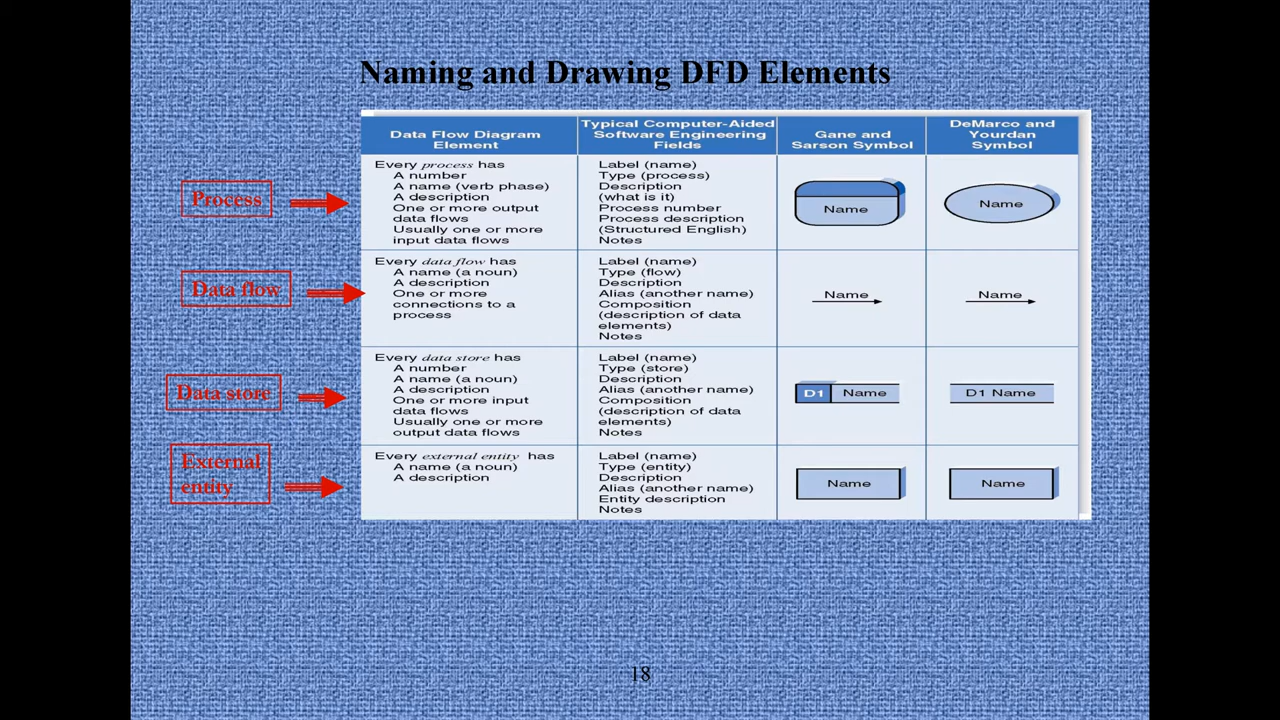 Naming and Drawing DFD Elements
Data Flow Diagram
Element
Typical Computer-Aided
Software Engineering
Fields
Gane and
Sarson Symbol
DeMarco and
Yourdan
Symbol
Process
Every process has
A number
A name (verb phase)
A description
One or more output
data flows
Usually one or more
input data flows
Label (name)
Type (process)
Description
(what is it)
Process number
Process description
(Structured English)
Notes
Name
Name
Data flow
Every data flow has
A name (a noun)
A description
One or more
connections to a
process
Label (name)
Type (flow)
Description
Alias (another name)
Composition
(description of data
elements)
Notes
Name
Name
Data store
Every data store has
A number
A name (a noun)
A description
One or more input
data flows
Usually one or more
output data flows
Label (name)
Type (store)
Description
Alias (another name)
Composition
(description of data
elements)
Notes
D1 Name
D1 Name
External
entity
Every external entity has
A name (a noun)
A description
Label (name)
Type (entity)
Description
Alias (another name)
Entity description
Notes
Name
Name
18